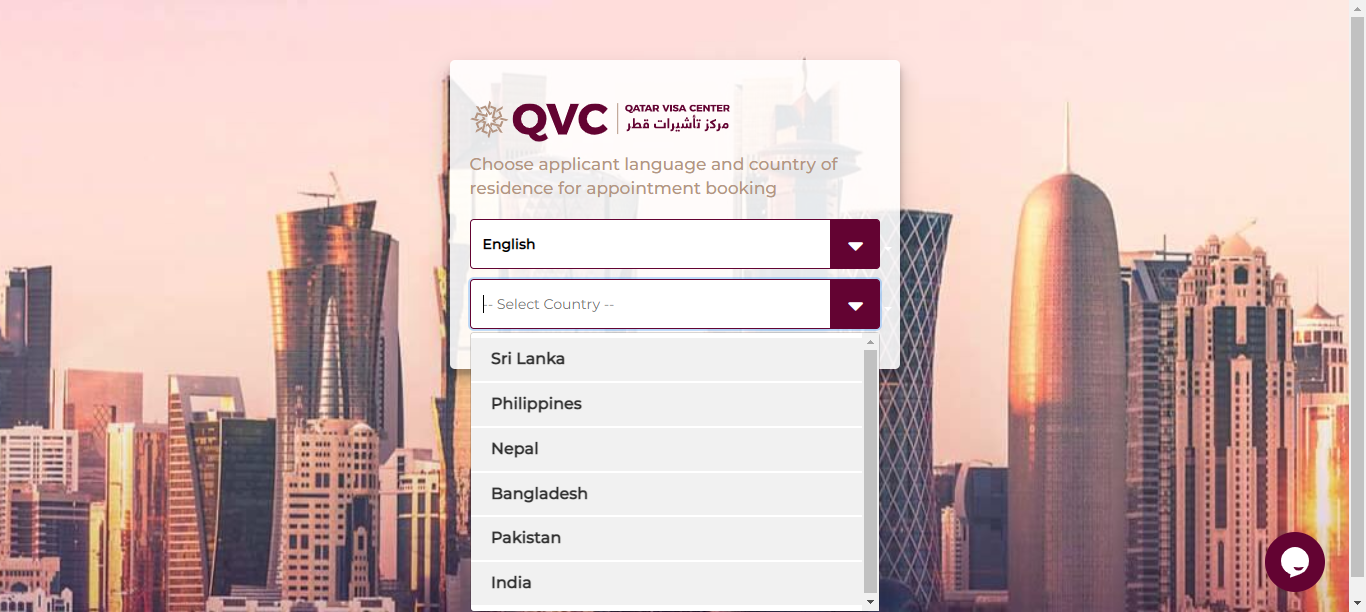 QVC
QATAR VISA CENTER
مركز تأشيرات قطر
Choose applicant language and country of
residence for appointment booking
English
-- Select Country --
Sri Lanka
Philippines
Nepal
Bangladesh
Pakistan
India